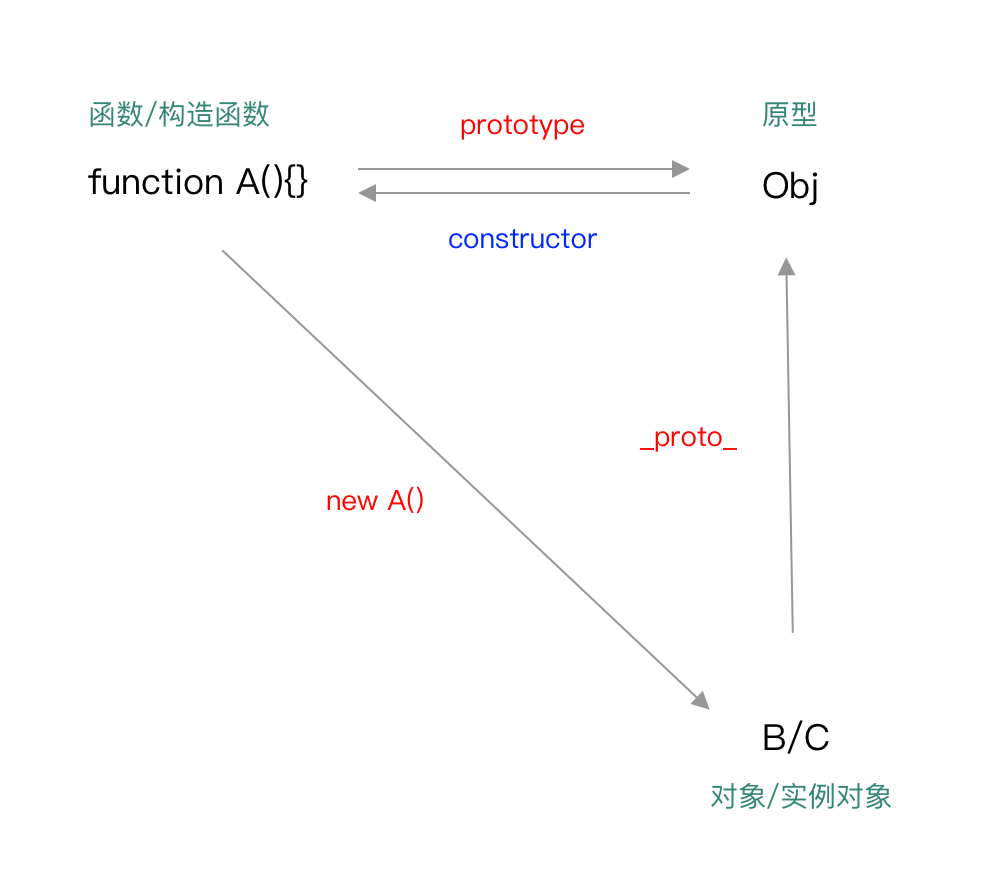 函数/构造函数
原型
prototype
function A(){}
Obj
constructor
_proto_
new A()
B/C
对象/实例对象